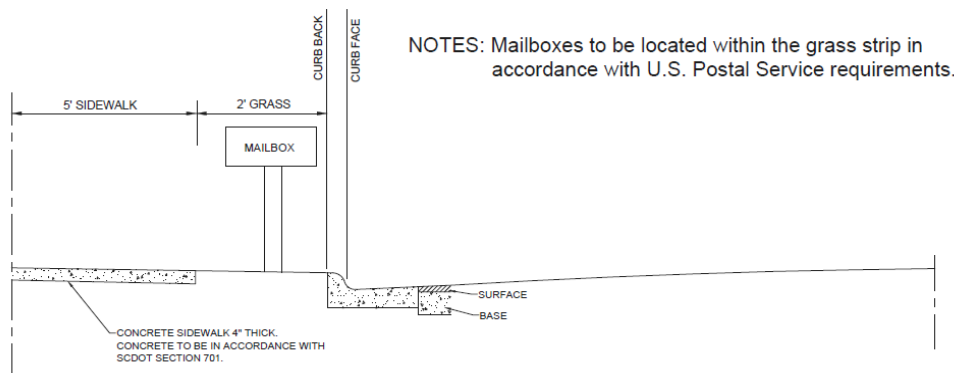 NOTES: Mailboxes to be located within the grass strip in
accordance with U.S. Postal Service requirements.
CURB BACK
CURB FACE
5' SIDEWALK
2' GRASS
MAILBOX
SURFACE
BASE
CONCRETE SIDEWALK 4" THICK.
CONCRETE TO BE IN ACCORDANCE WITH
SCDOT SECTION 701.